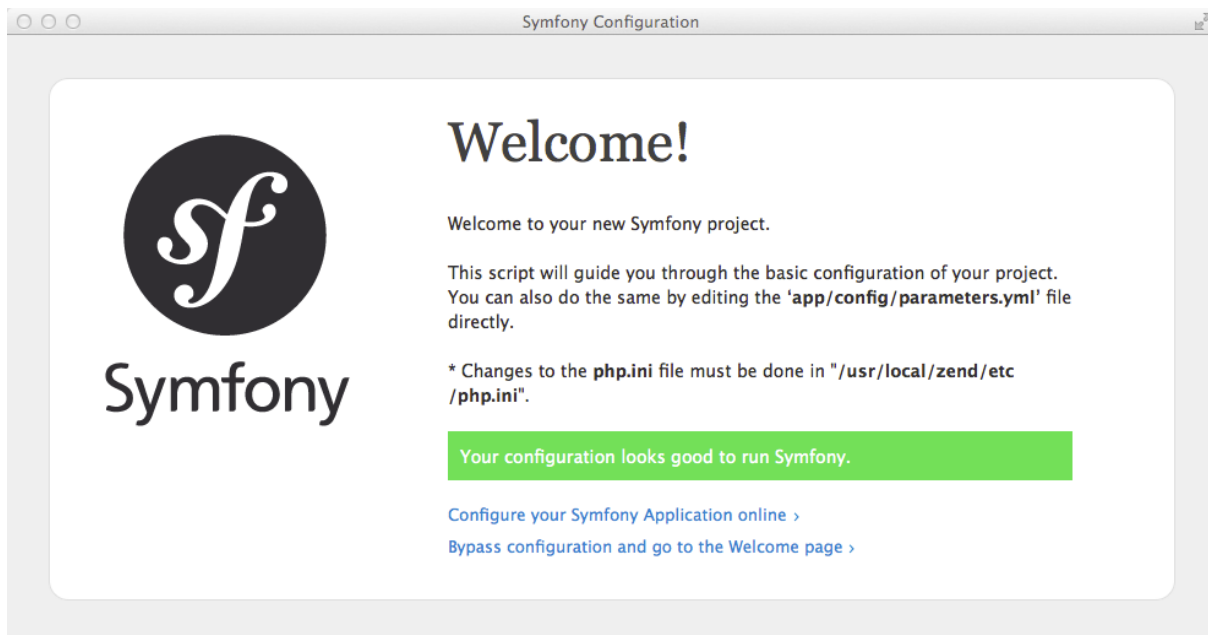 Symfony Configuration
Welcome!
sf
Welcome to your new Symfony project.
This script will guide you through the basic configuration of your project.
You can also do the same by editing the ‘app/config/parameters.yml’ file
directly.
Symfony
* Changes to the php.ini file must be done in "/usr/local/zend/etc
/php.ini".
Your configuration looks good to run Symfony.
Configure your Symfony Application online ›
Bypass configuration and go to the Welcome page ›